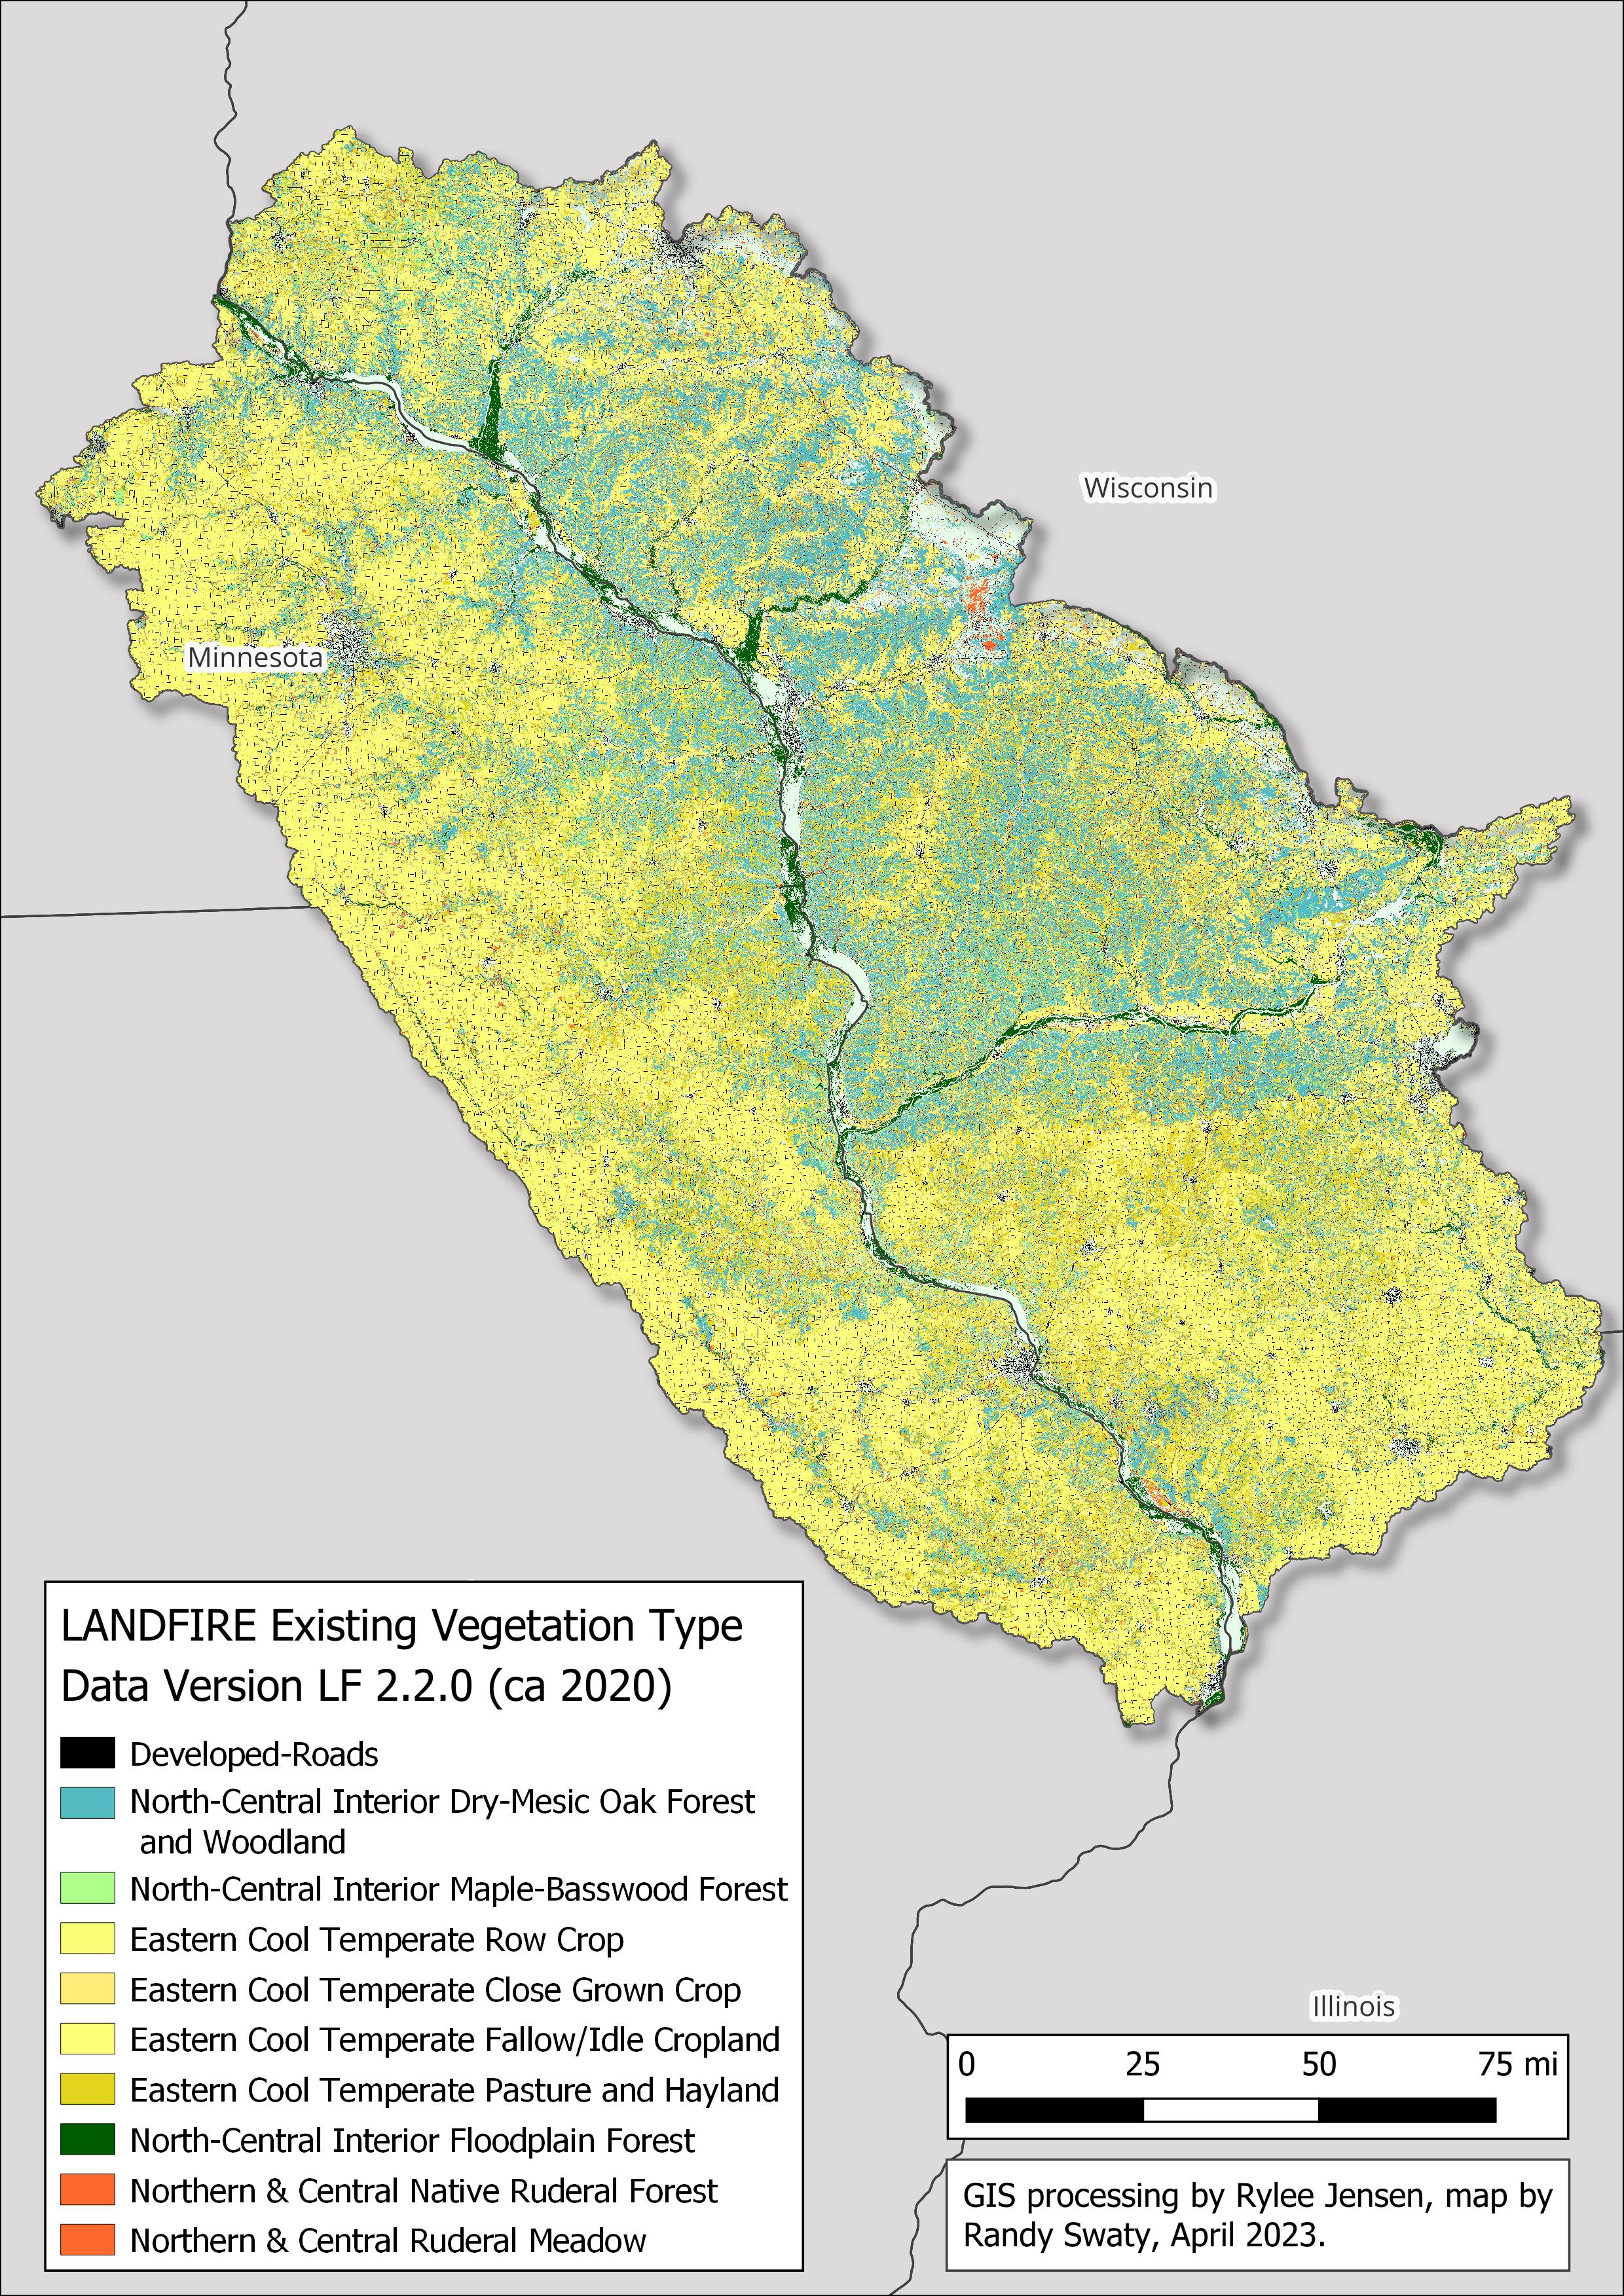 Wisconsin
Minnesota
LANDFIRE Existing Vegetation Type
Data Version LF 2.2.0 (ca 2020)
Developed-Roads
North-Central Interior Dry-Mesic Oak Forest
and Woodland
North-Central Interior Maple-Basswood Forest
Eastern Cool Temperate Row Crop
Eastern Cool Temperate Close Grown Crop
Eastern Cool Temperate Fallow/Idle Cropland
Eastern Cool Temperate Pasture and Hayland
North-Central Interior Floodplain Forest
Northern & Central Native Ruderal Forest
Northern & Central Ruderal Meadow
Illinois
0 25 50 75 mi
GIS processing by Rylee Jensen, map by
Randy Swaty, April 2023.